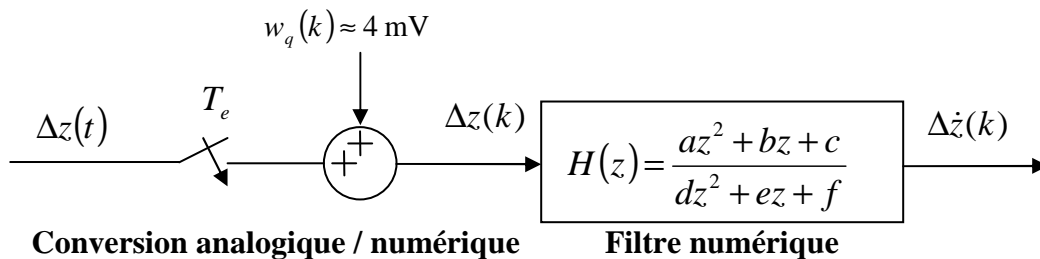 w_q(k) ≈ 4 mV
Δz(t)
T_e
+
+
Δz(k)
H(z) = (az² + bz + c) / (dz² + ez + f)
Δż(k)
Conversion analogique / numérique
Filtre numérique